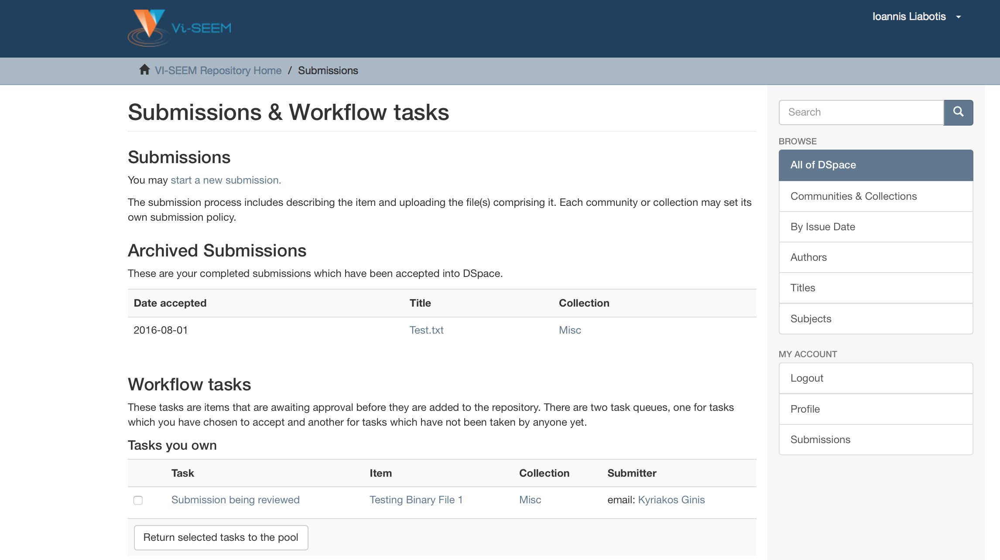 Vi-SEEM
Ioannis Liabotis
VI-SEEM Repository Home / Submissions
Submissions & Workflow tasks
Submissions
You may start a new submission.
The submission process includes describing the item and uploading the file(s) comprising it. Each community or collection may set its
own submission policy.
Archived Submissions
These are your completed submissions which have been accepted into DSpace.
Date accepted Title Collection
2016-08-01 Test.txt Misc
Workflow tasks
These tasks are items that are awaiting approval before they are added to the repository. There are two task queues, one for tasks
which you have chosen to accept and another for tasks which have not been taken by anyone yet.
Tasks you own
Task Item Collection Submitter
Submission being reviewed Testing Binary File 1 Misc email: Kyriakos Ginis
Return selected tasks to the pool
Search
BROWSE
All of DSpace
Communities & Collections
By Issue Date
Authors
Titles
Subjects
MY ACCOUNT
Logout
Profile
Submissions